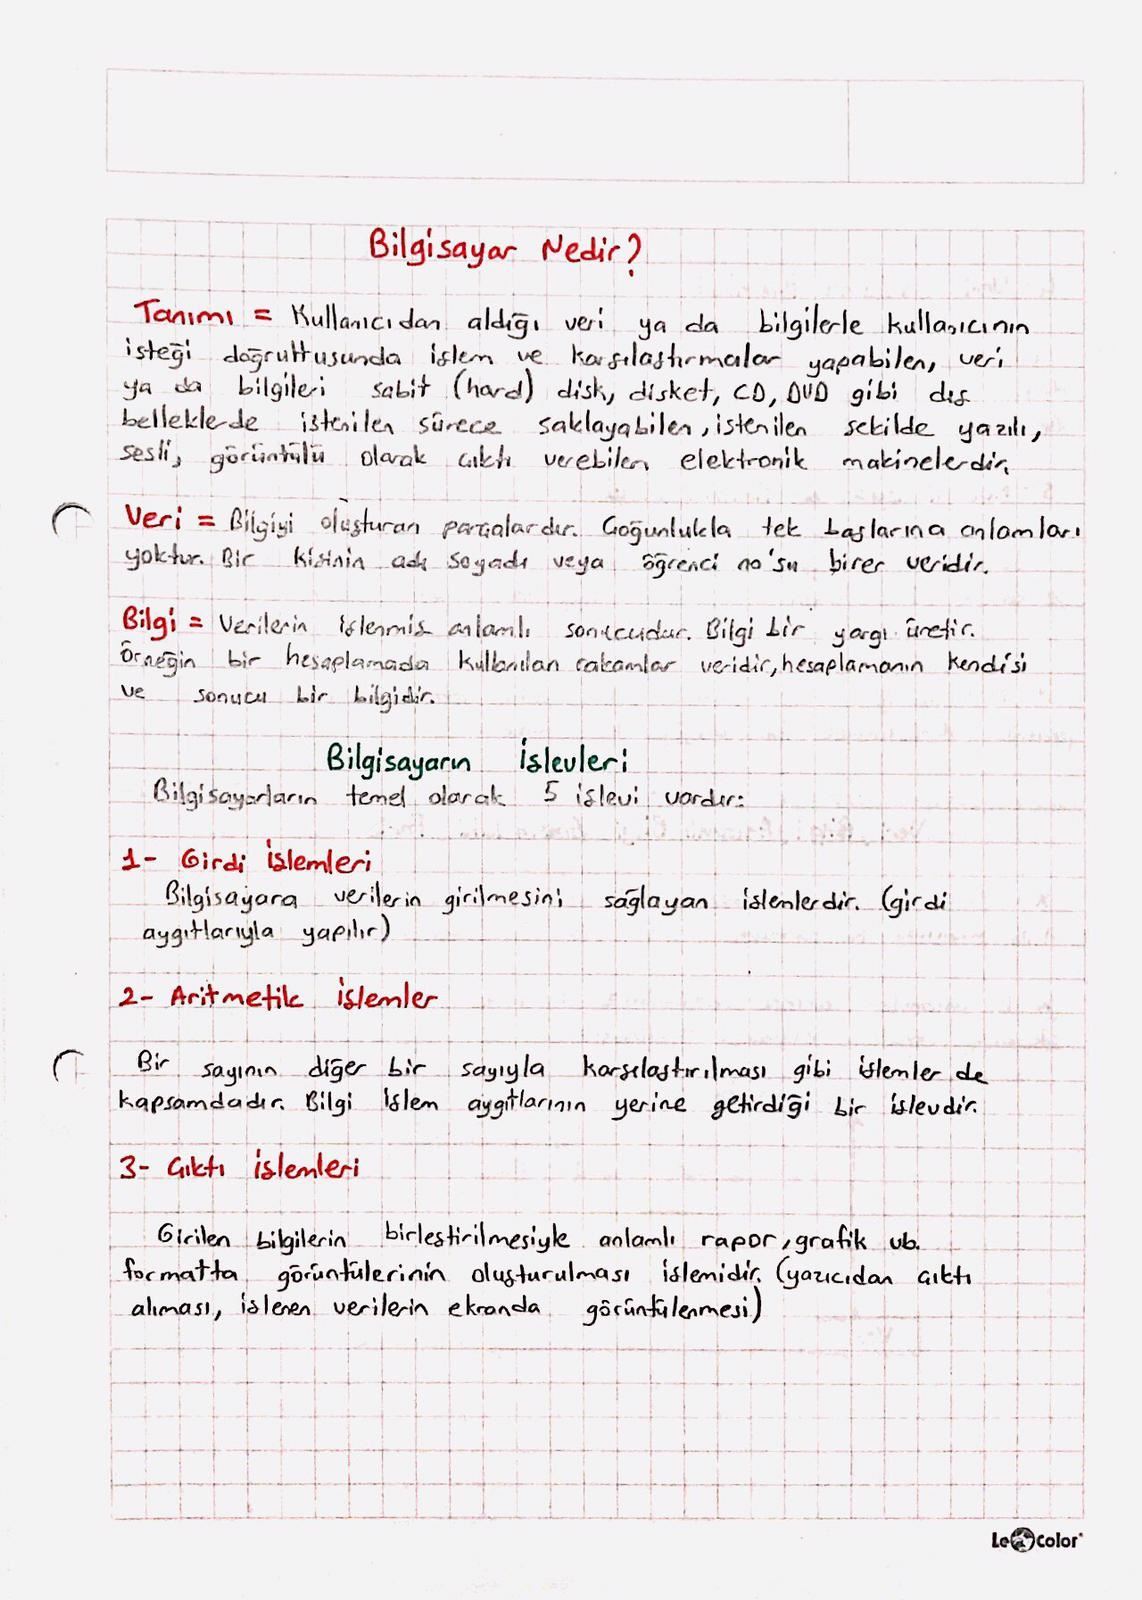 Bilgisayar Nedir?
Tanımı = Kullanıcıdan aldığı veri ya da bilgilerle kullanıcının
isteği doğrultusunda işlem ve karşılaştırmalar yapabilen, veri
ya da bilgileri sabit (hard) disk, disket, CD, DVD gibi dış
belleklerde istenilen sürece saklayabilen, istenilen şekilde yazılı,
sesli, görüntülü olarak çıktı verebilen elektronik makinelerdir.
Veri = Bilgiyi oluşturan parçalardır. Çoğunlukla tek başlarına anlamları
yoktur. Bir kişinin adı soyadı veya öğrenci no'su birer veridir.
Bilgi = Verilerin işlenmiş anlamlı sonucudur. Bilgi bir yargı üretir.
Örneğin bir hesaplamada kullanılan rakamlar veridir, hesaplamanın kendisi
ve sonucu bir bilgidir.
Bilgisayarın İşlevleri
Bilgisayarların temel olarak 5 işlevi vardır:
1- Girdi İşlemleri
Bilgisayara verilerin girilmesini sağlayan işlemlerdir. (girdi
aygıtlarıyla yapılır)
2- Aritmetik İşlemler
Bir sayının diğer bir sayıyla karşılaştırılması gibi işlemler de
kapsamdadır. Bilgi işlem aygıtlarının yerine getirdiği bir işlevdir.
3- Çıktı İşlemleri
Girilen bilgilerin birleştirilmesiyle anlamlı rapor, grafik vb.
formatta görüntülerinin oluşturulması işlemidir. (yazıcıdan çıktı
alıması, işlenen verilerin ekranda görüntülenmesi)
Le color